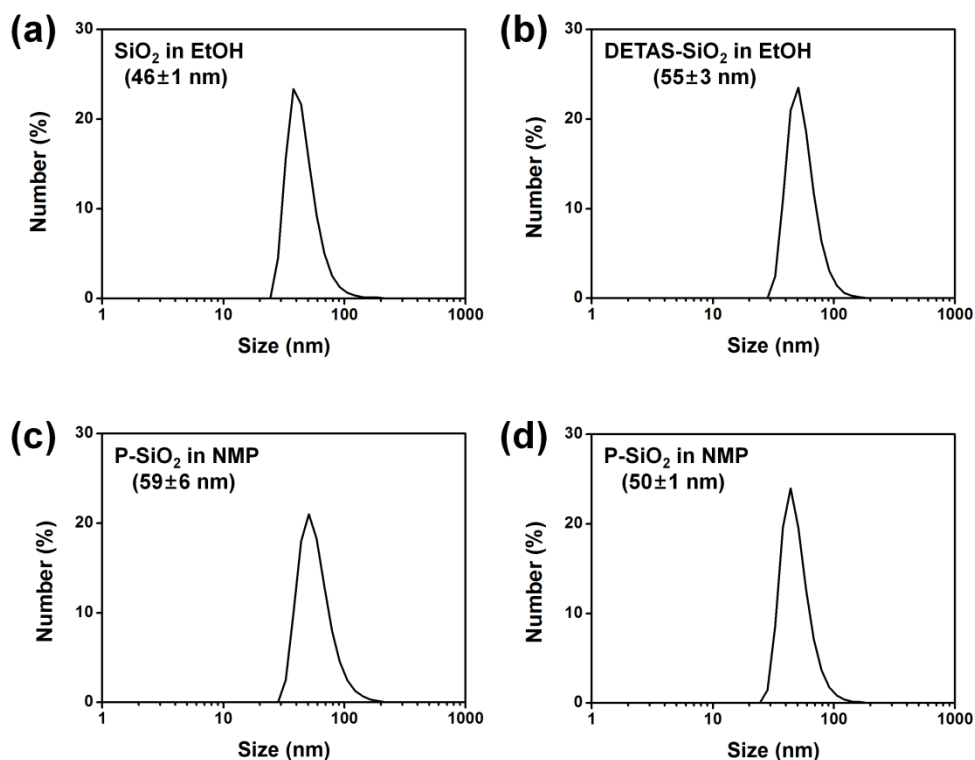 (a)
SiO₂ in EtOH
(46±1 nm)
Number (%)
30
20
10
0
1
10
100
1000
Size (nm)
(b)
DETAS-SiO₂ in EtOH
(55±3 nm)
Number (%)
30
20
10
0
1
10
100
1000
Size (nm)
(c)
P-SiO₂ in NMP
(59±6 nm)
Number (%)
30
20
10
0
1
10
100
1000
Size (nm)
(d)
P-SiO₂ in NMP
(50±1 nm)
Number (%)
30
20
10
0
1
10
100
1000
Size (nm)